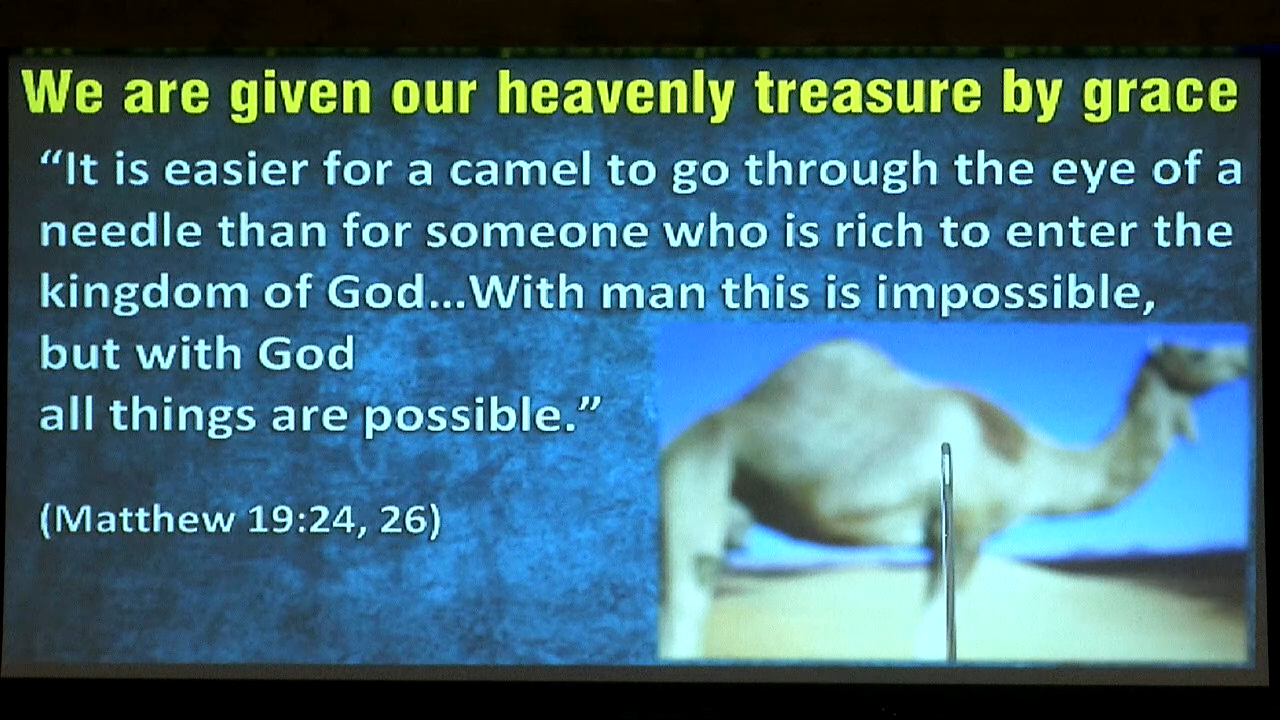 We are given our heavenly treasure by grace
“It is easier for a camel to go through the eye of a
needle than for someone who is rich to enter the
kingdom of God...With man this is impossible,
but with God
all things are possible.”
(Matthew 19:24, 26)